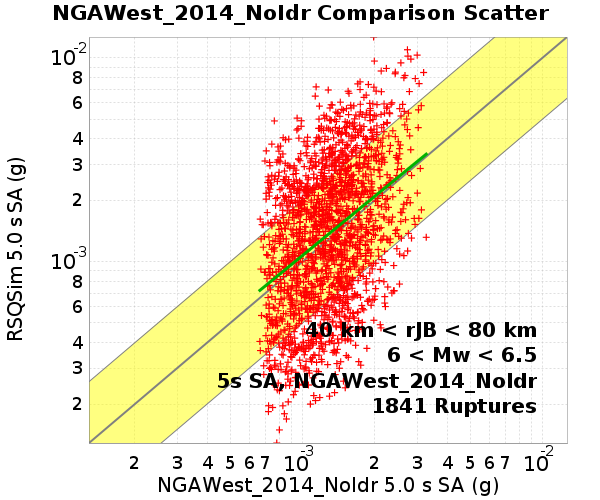 NGAWest_2014_NoIdr Comparison Scatter
RSQSim 5.0 s SA (g)
10⁻²
8
6
4
3
2
10⁻³
8
6
4
3
2
40 km < rJB < 80 km
6 < Mw < 6.5
5s SA, NGAWest_2014_NoIdr
1841 Ruptures
2 3 4 5 6 7 10⁻³ 2 3 4 5 6 7 10⁻²
NGAWest_2014_NoIdr 5.0 s SA (g)